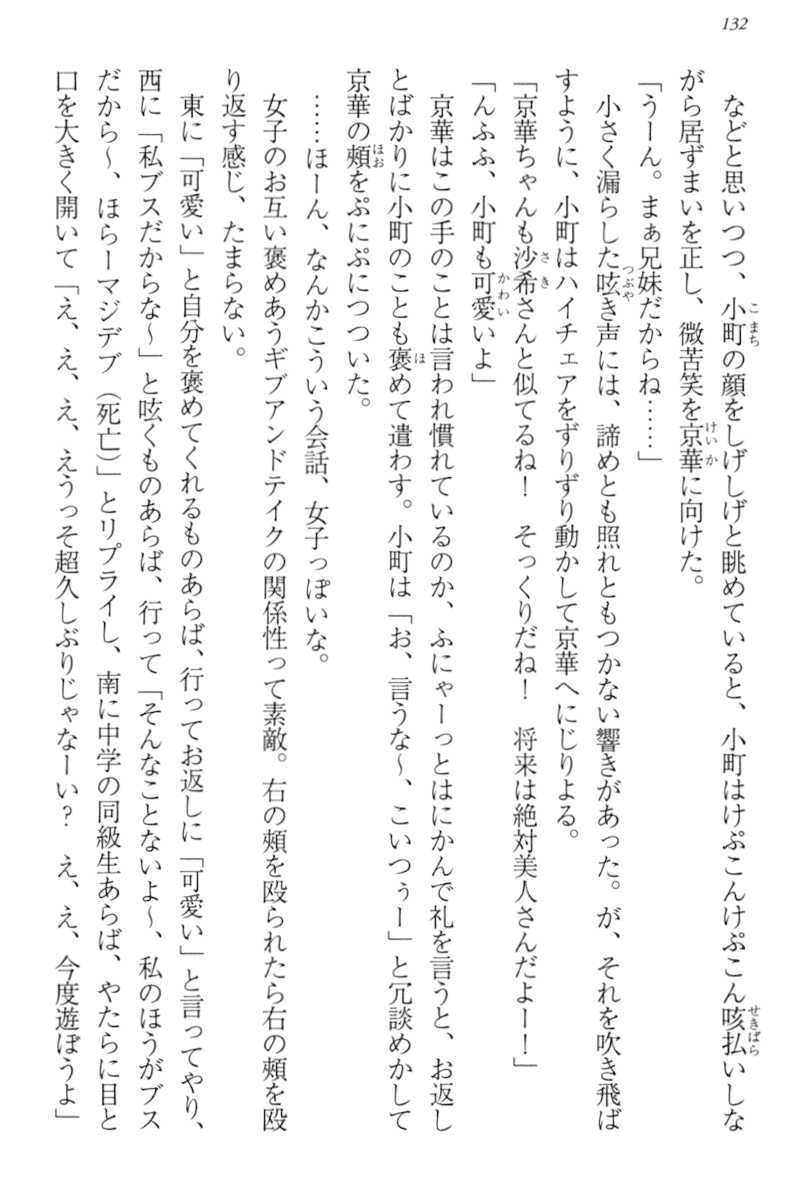 132
などと思いつつ、小町の顔をしげしげと眺めていると、小町はけぷこんけぷこん咳払いしな
がら居ずまいを正し、微苦笑を京華に向けた。
「うーん。まぁ兄妹だからね……」
小さく漏らした呟き声には、諦めとも照れともつかない響きがあった。が、それを吹き飛ば
すように、小町はハイチェアをずりずり動かして京華へにじりよる。
「京華ちゃんも沙希さんと似てるね！　そっくりだね！　将来は絶対美人さんだよー！」
「んふふ、小町も可愛いよ」
京華はこの手のことは言われ慣れているのか、ふにゃーっとはにかんで礼を言うと、お返し
とばかりに小町のことも褒めて遣わす。小町は「お、言うな～、こいつぅー」と冗談めかして
京華の頰をぷにぷにつついた。
……ほーん、なんかこういう会話、女子っぽいな。
女子のお互い褒めあうギブアンドテイクの関係性って素敵。右の頰を殴られたら右の頰を殴
り返す感じ、たまらない。
東に「可愛い」と自分を褒めてくれるものあらば、行ってお返しに「可愛い」と言ってやり、
西に「私ブスだからな～」と呟くものあらば、行って「そんなことないよ～、私のほうがブス
だから～、ほらーマジデブ（死亡）」とリプライし、南に中学の同級生あらば、やたらに目と
口を大きく開いて「え、え、え、えうっそ超久しぶりじゃなーい？　え、え、今度遊ぼうよ」